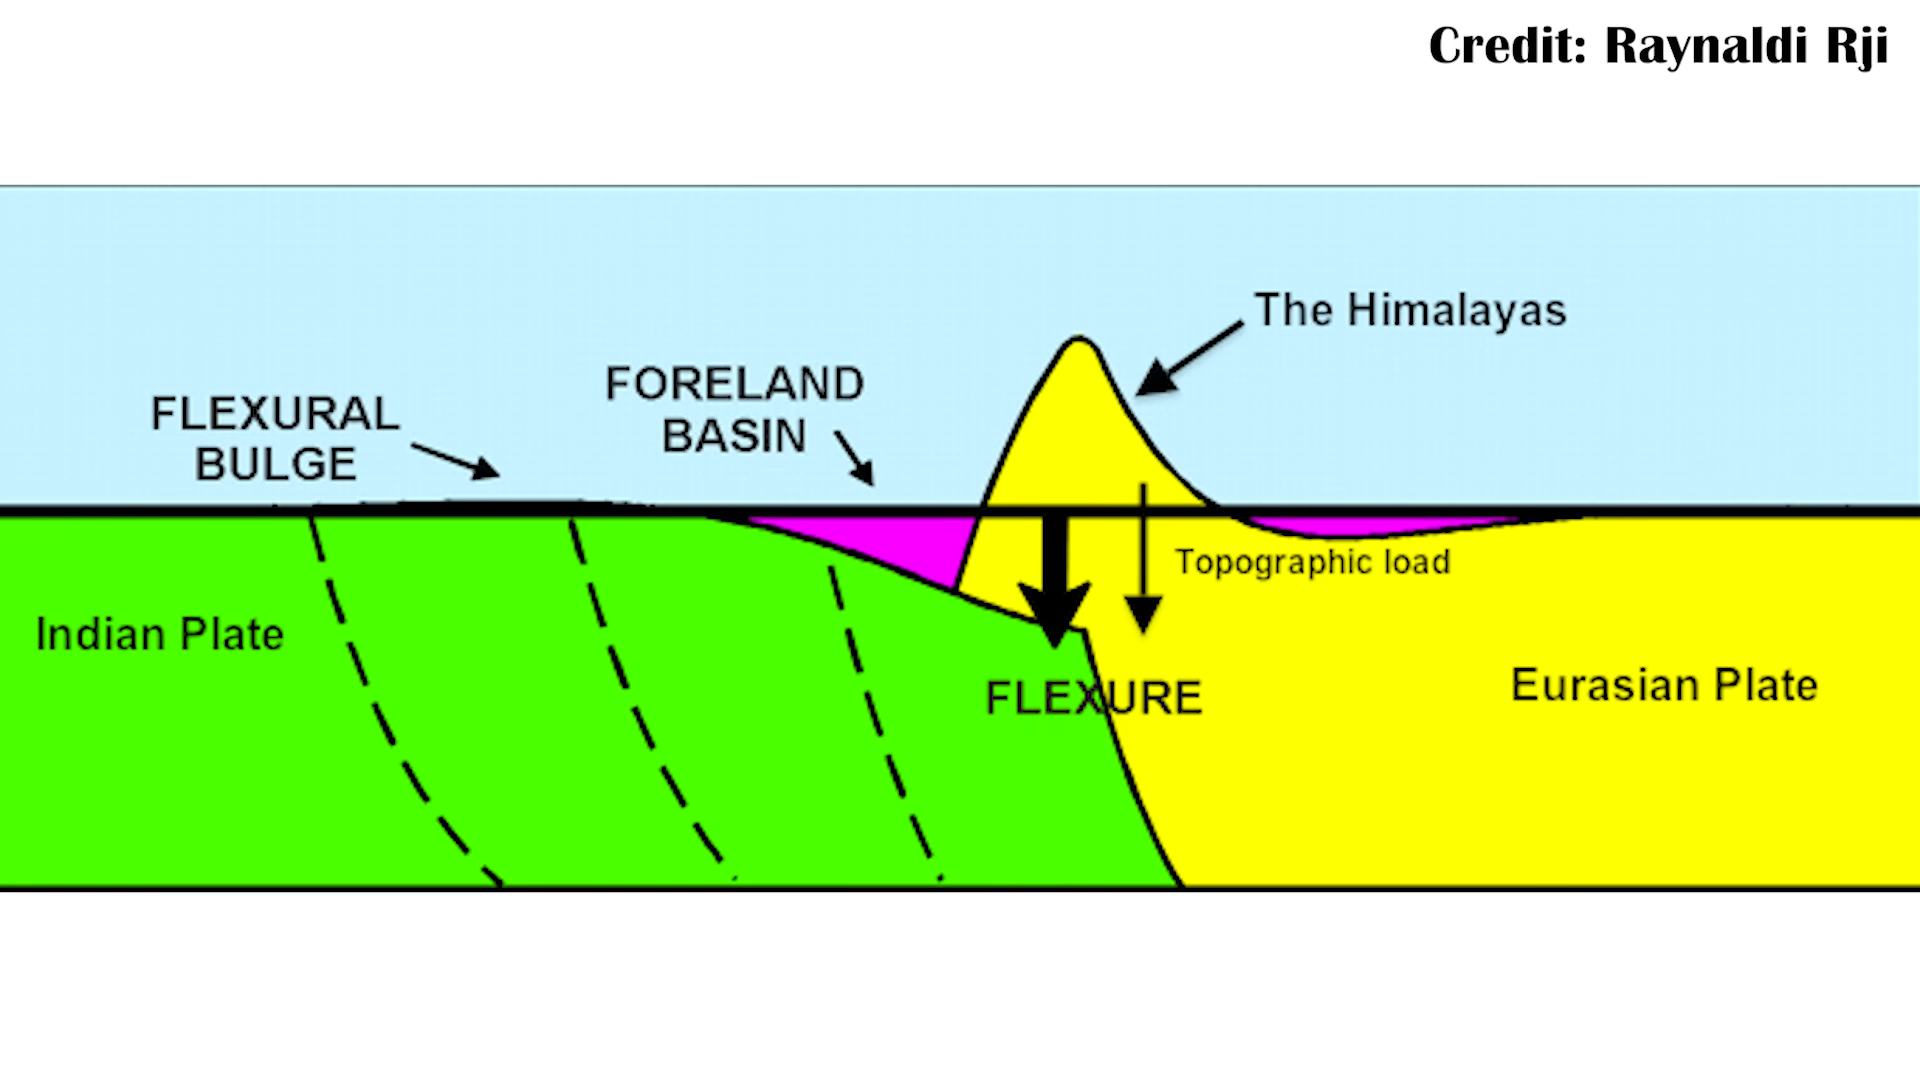 Credit: Raynaldi Rji
The Himalayas
FORELAND
BASIN
FLEXURAL
BULGE
Topographic load
Indian Plate
FLEXURE
Eurasian Plate